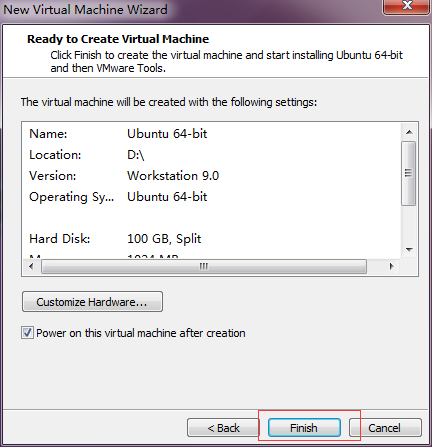 New Virtual Machine Wizard
Ready to Create Virtual Machine
Click Finish to create the virtual machine and start installing Ubuntu 64-bit
and then VMware Tools.
The virtual machine will be created with the following settings:
Name: Ubuntu 64-bit
Location: D:\
Version: Workstation 9.0
Operating Sy... Ubuntu 64-bit
Hard Disk: 100 GB, Split
Customize Hardware...
Power on this virtual machine after creation
< Back Finish Cancel